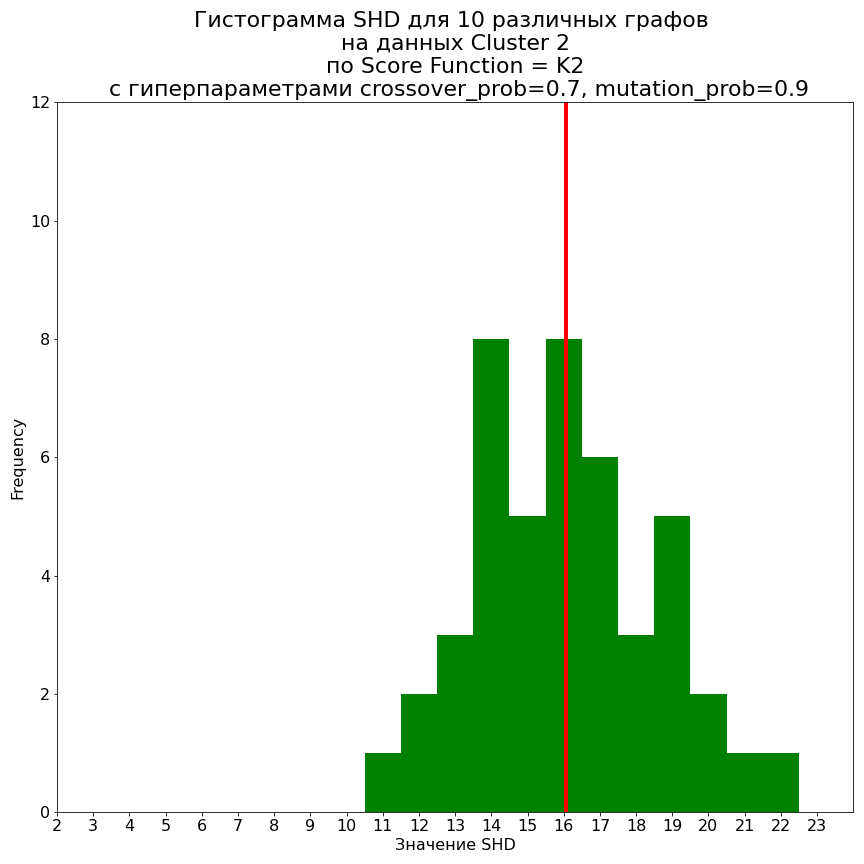 Гистограмма SHD для 10 различных графов
на данных Cluster 2
по Score Function = K2
с гиперпараметрами crossover_prob=0.7, mutation_prob=0.9
12
10
8
6
4
2
0
Frequency
2 3 4 5 6 7 8 9 10 11 12 13 14 15 16 17 18 19 20 21 22 23
Значение SHD